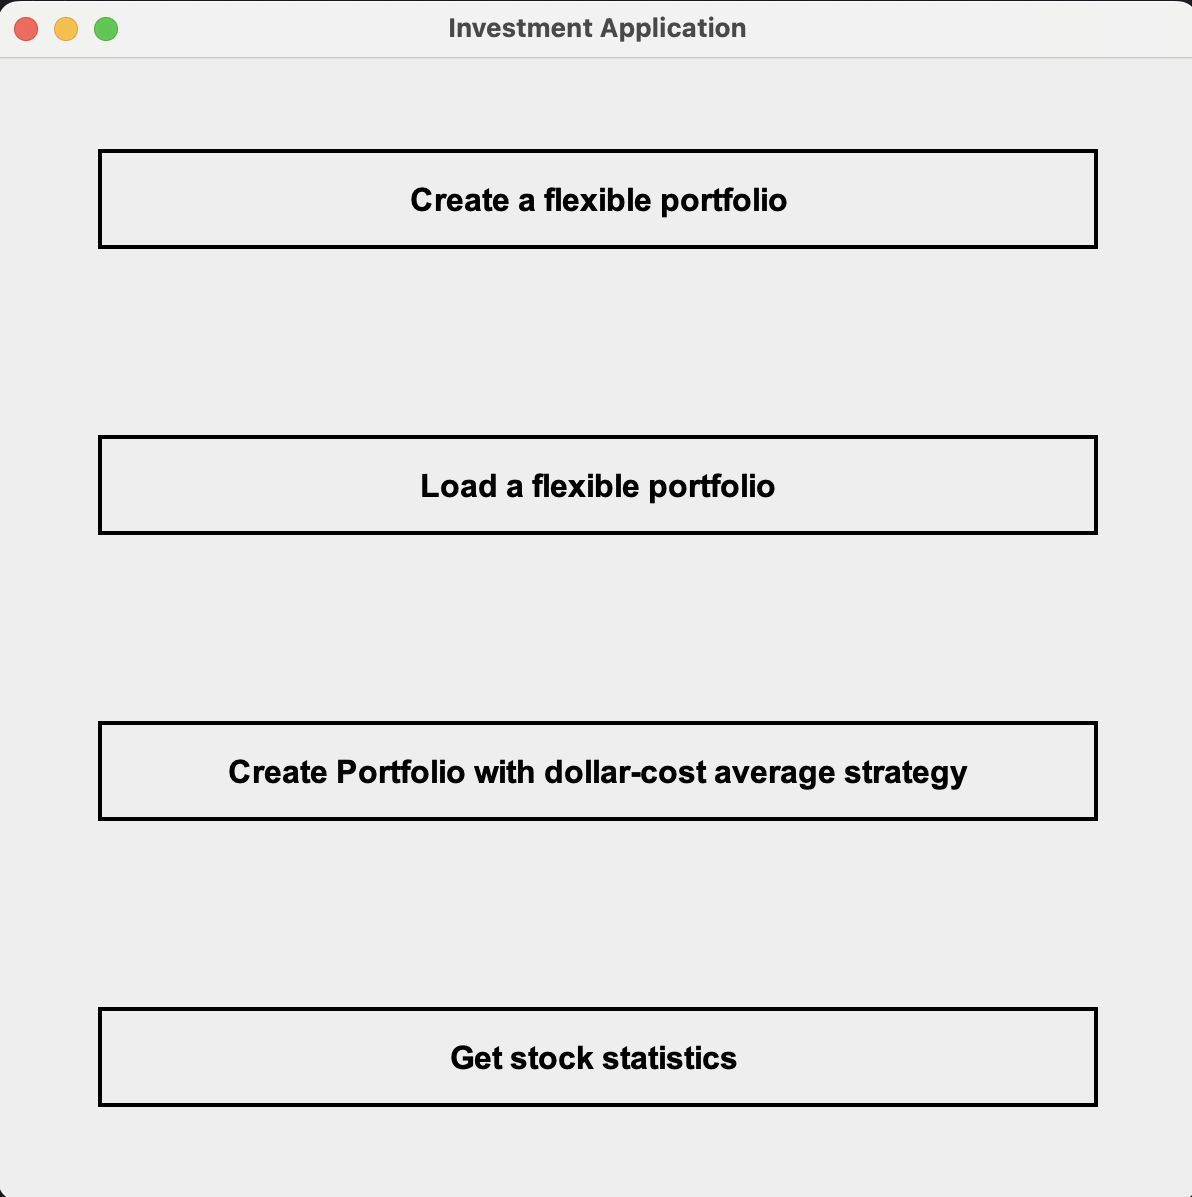 Investment Application
Create a flexible portfolio
Load a flexible portfolio
Create Portfolio with dollar-cost average strategy
Get stock statistics